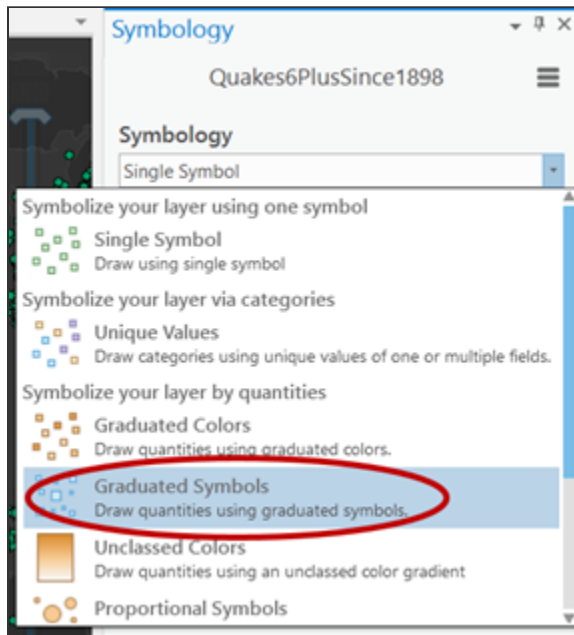 Symbology
Quakes6PlusSince1898
Symbology
Single Symbol
Symbolize your layer using one symbol
Single Symbol
Draw using single symbol
Symbolize your layer via categories
Unique Values
Draw categories using unique values of one or multiple fields.
Symbolize your layer by quantities
Graduated Colors
Draw quantities using graduated colors.
Graduated Symbols
Draw quantities using graduated symbols.
Unclassed Colors
Draw quantities using an unclassed color gradient
Proportional Symbols